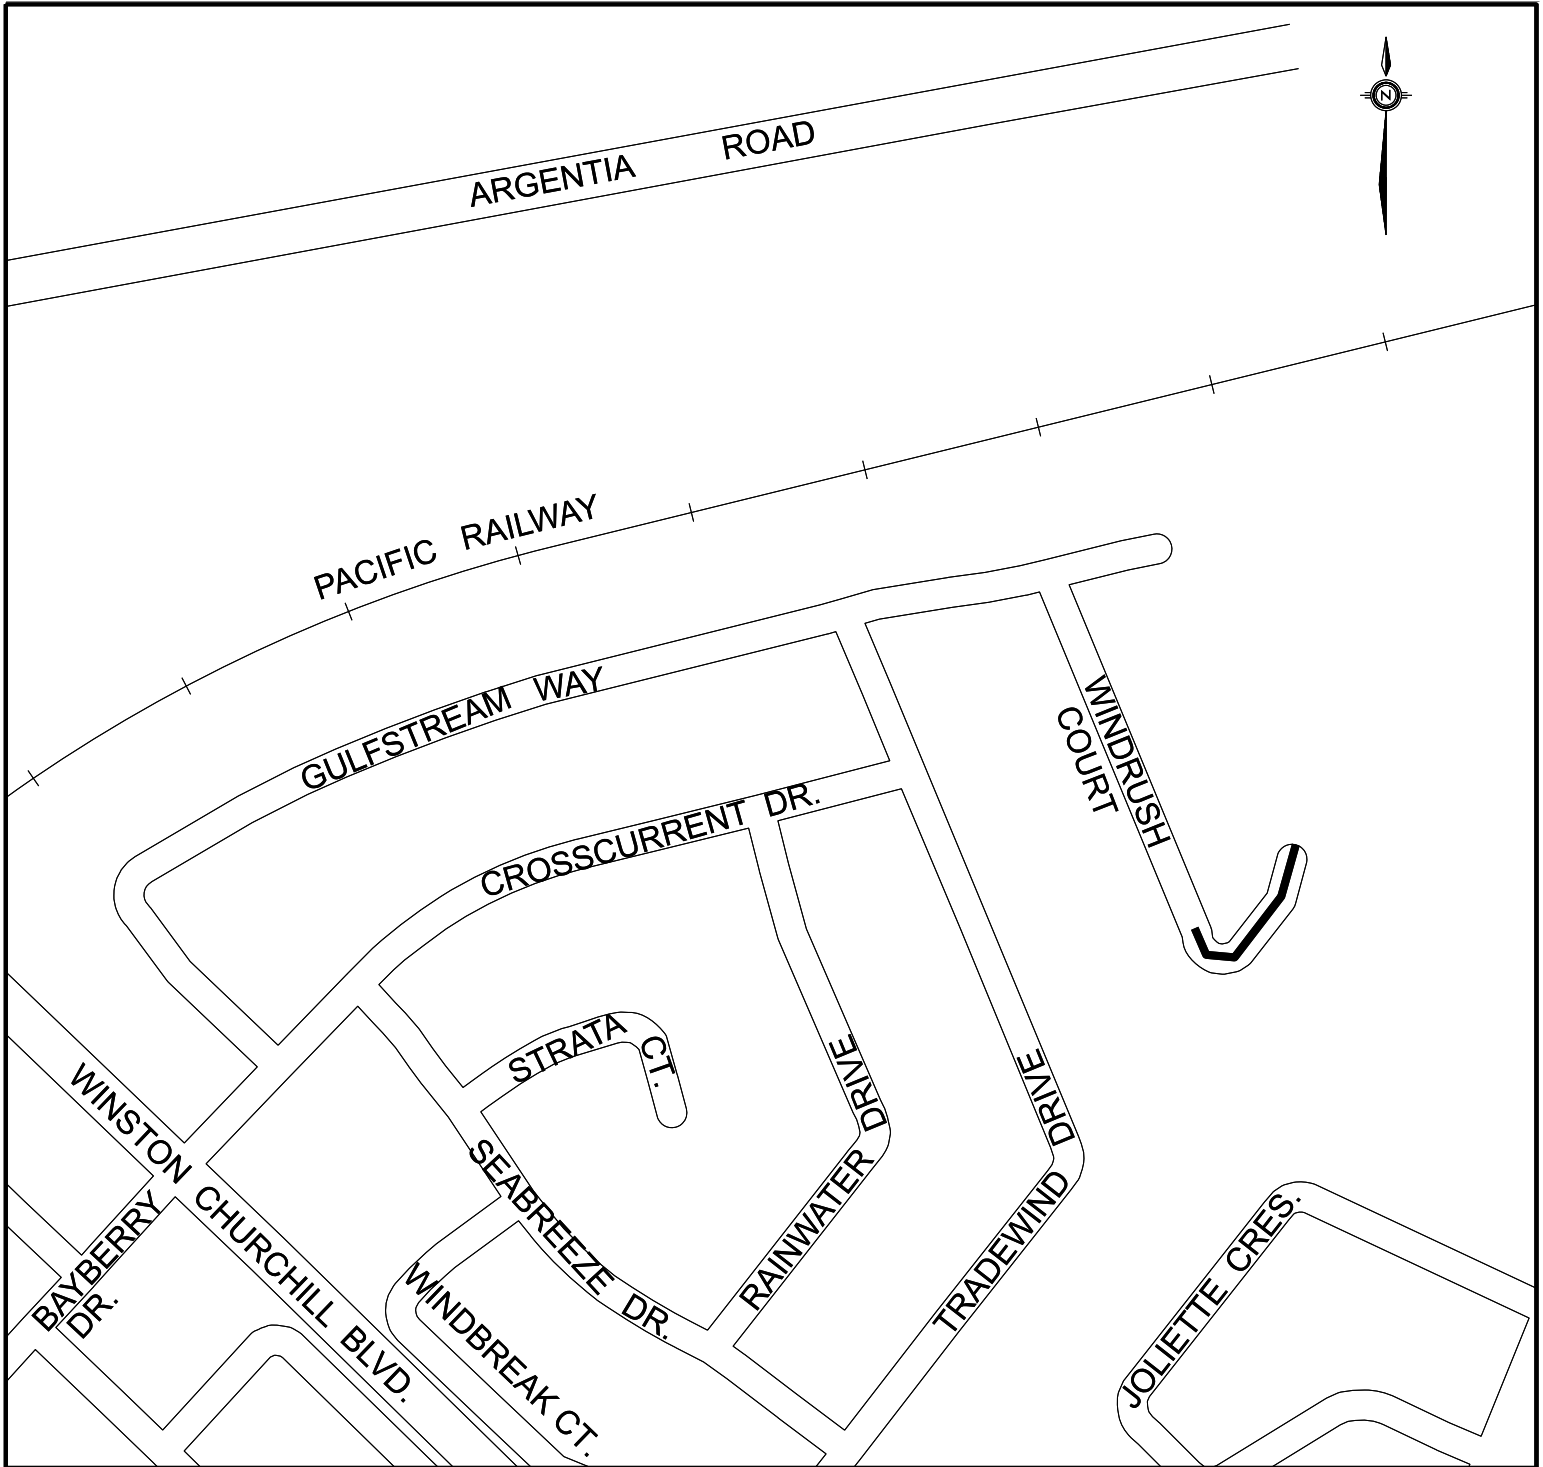 ARGENTIA ROAD
N
PACIFIC RAILWAY
GULFSTREAM WAY
WINDRUSH
COURT
CROSSCURRENT DR.
STRATA CT.
RAINWATER DRIVE
TRADEWIND DRIVE
SEABREEZE DR.
WINSTON CHURCHILL BLVD.
BAYBERRY
DR.
WINDBREAK CT.
JOLIETTE CRES.